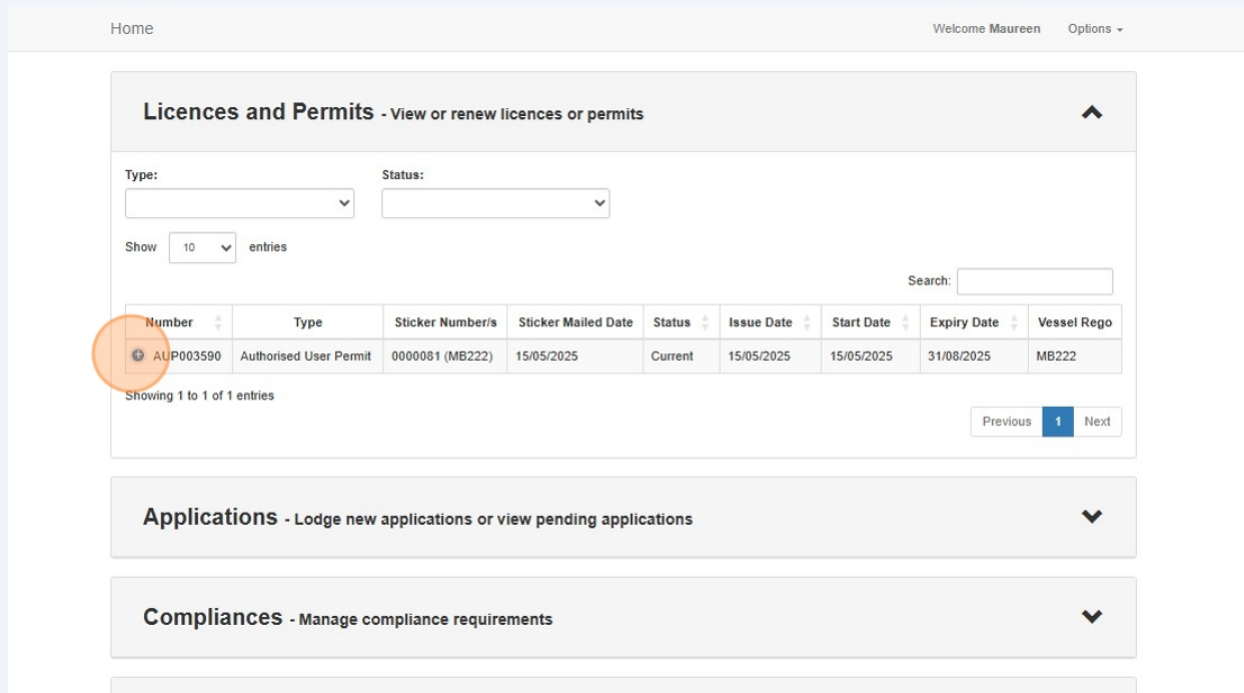 Home Welcome Maureen Options
Licences and Permits - View or renew licences or permits
Type: Status:
Show 10 entries
Search:
Number Type Sticker Number/s Sticker Mailed Date Status Issue Date Start Date Expiry Date Vessel Rego
AUP003590 Authorised User Permit 0000081 (MB222) 15/05/2025 Current 15/05/2025 15/05/2025 31/08/2025 MB222
Showing 1 to 1 of 1 entries
Previous 1 Next
Applications - Lodge new applications or view pending applications
Compliances - Manage compliance requirements